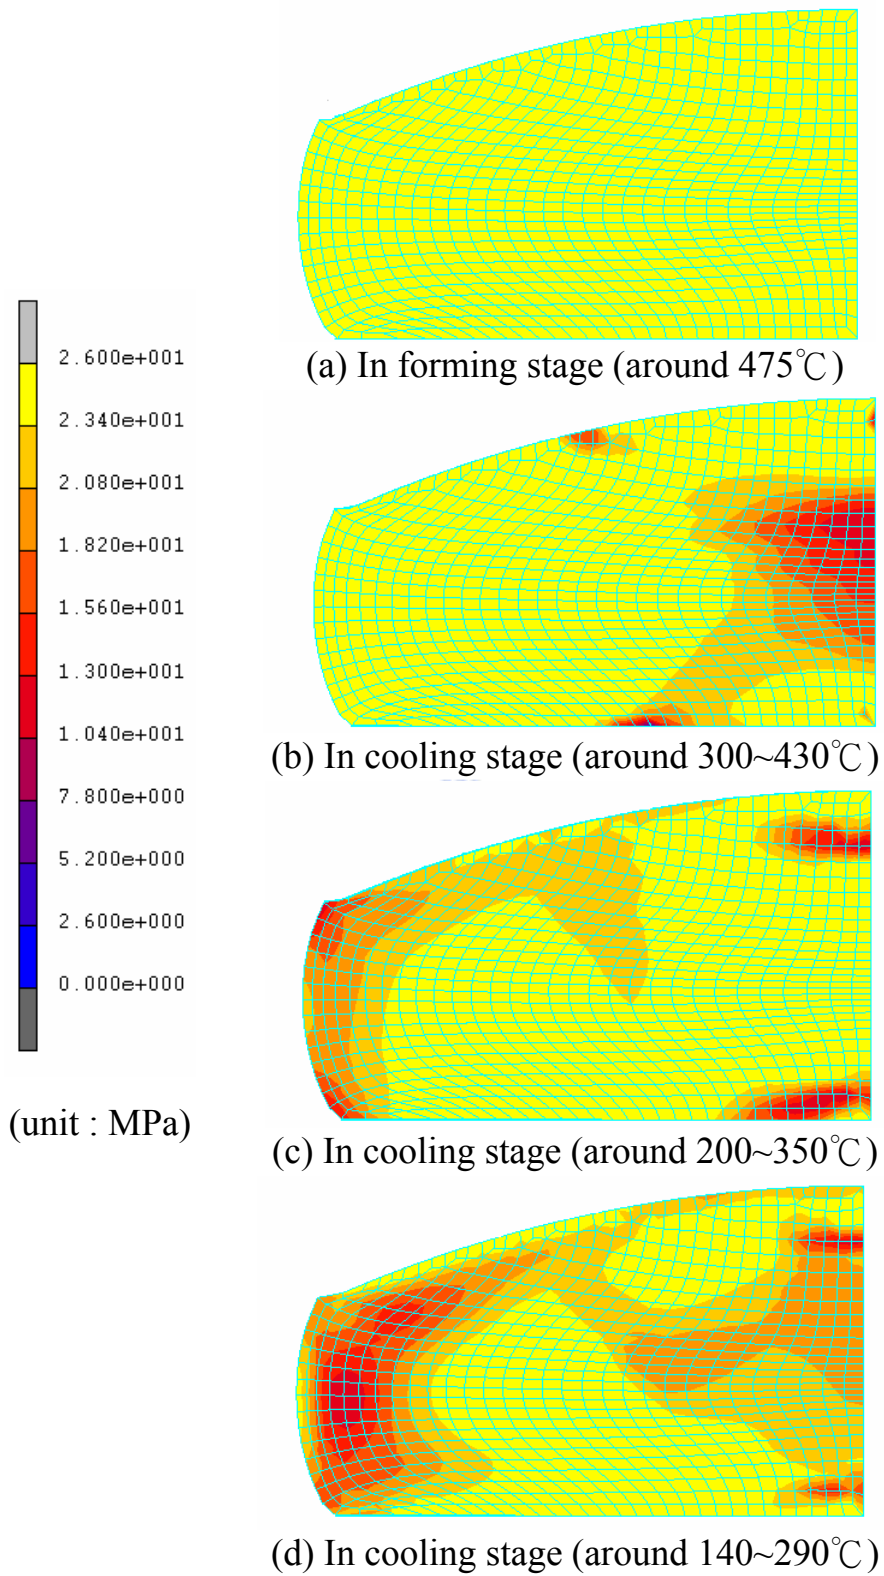 (a) In forming stage (around 475℃)
2.600e+001
2.340e+001
2.080e+001
1.820e+001
1.560e+001
1.300e+001
1.040e+001
7.800e+000
5.200e+000
2.600e+000
0.000e+000
(unit : MPa)
(b) In cooling stage (around 300~430℃)
(c) In cooling stage (around 200~350℃)
(d) In cooling stage (around 140~290℃)